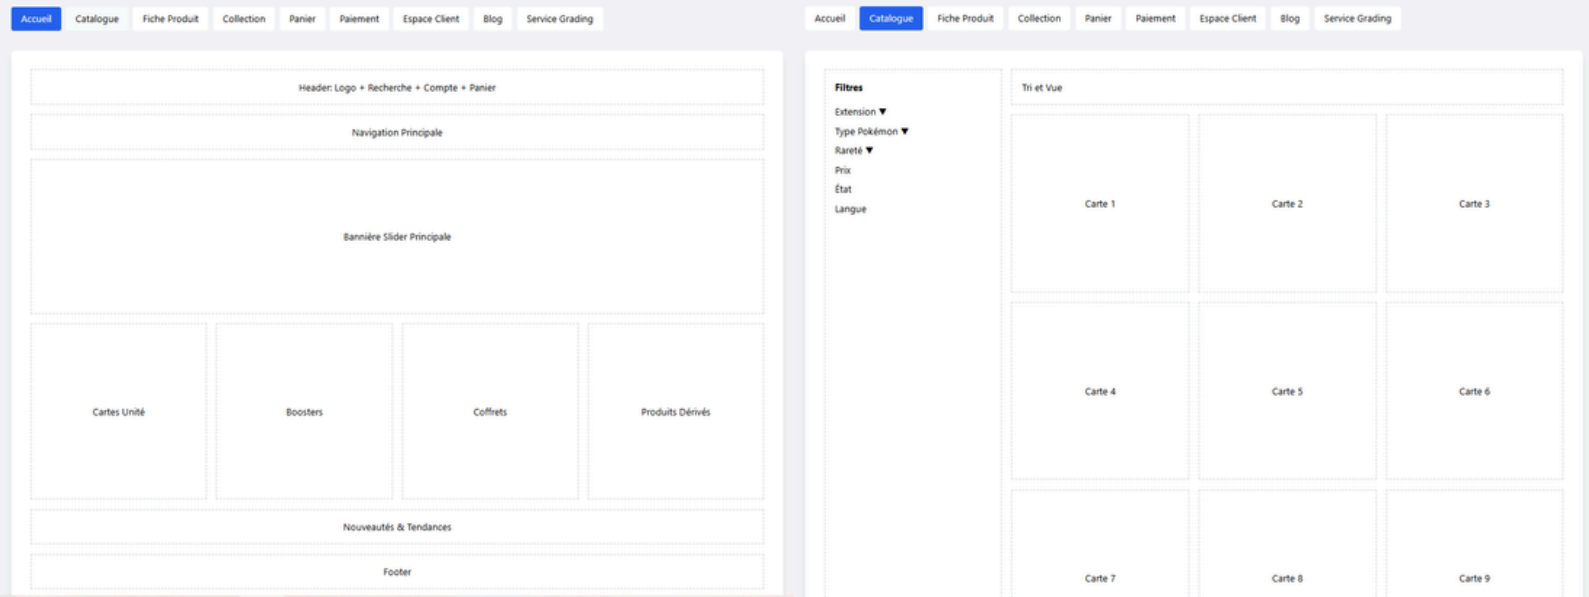 Accueil Catalogue Fiche Produit Collection Panier Paiement Espace Client Blog Service Grading
Header: Logo + Recherche + Compte + Panier
Navigation Principale
Bannière Slider Principale
Cartes Unité Boosters Coffrets Produits Dérivés
Nouveautés & Tendances
Footer
Accueil Catalogue Fiche Produit Collection Panier Paiement Espace Client Blog Service Grading
Filtres
Extension ▼
Type Pokémon ▼
Rareté ▼
Prix
État
Langue
Tri et Vue
Carte 1 Carte 2 Carte 3
Carte 4 Carte 5 Carte 6
Carte 7 Carte 8 Carte 9